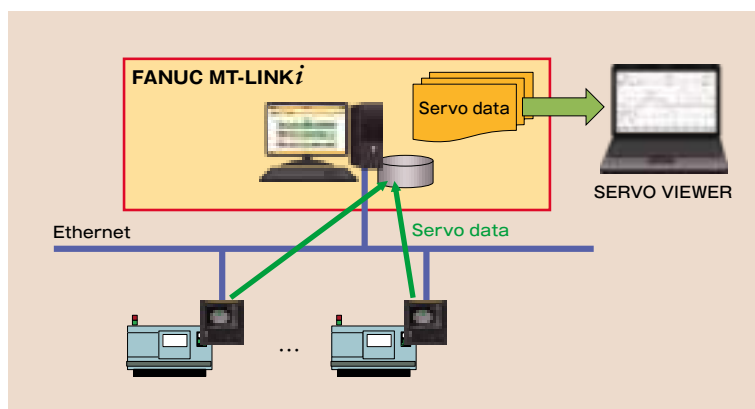 FANUC MT-LINKi
Servo data
SERVO VIEWER
Ethernet
Servo data
...